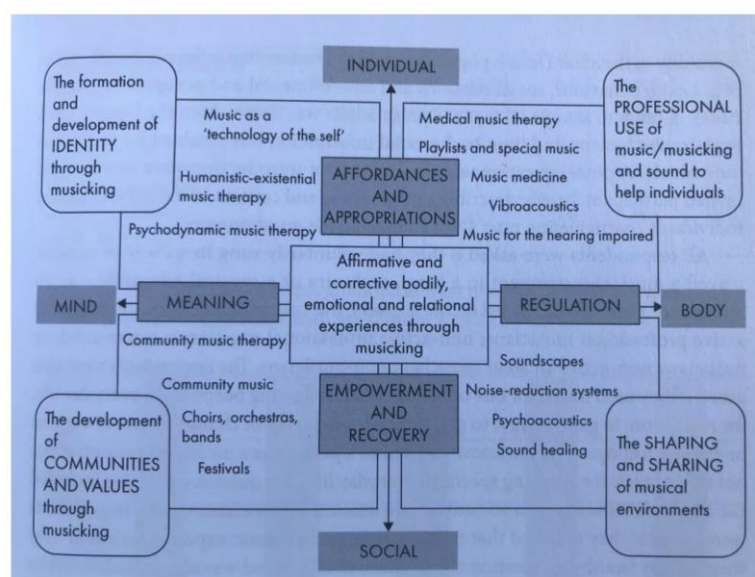 INDIVIDUAL
The formation
and
development of
IDENTITY
through
musicking
Music as a
‘technology of the self’
Humanistic-existential
music therapy
Psychodynamic music therapy
AFFORDANCES
AND
APPROPRIATIONS
Medical music therapy
Playlists and special music
Music medicine
Vibroacoustics
Music for the hearing impaired
The
PROFESSIONAL
USE of
music/musicking
and sound to
help individuals
MIND
MEANING
Affirmative and
corrective bodily,
emotional and relational
experiences through
musicking
REGULATION
BODY
Community music therapy
Community music
Choirs, orchestras,
bands
Festivals
The development
of
COMMUNITIES
AND VALUES
through
musicking
EMPOWERMENT
AND
RECOVERY
Soundscapes
Noise-reduction systems
Psychoacoustics
Sound healing
The SHAPING
and SHARING
of musical
environments
SOCIAL